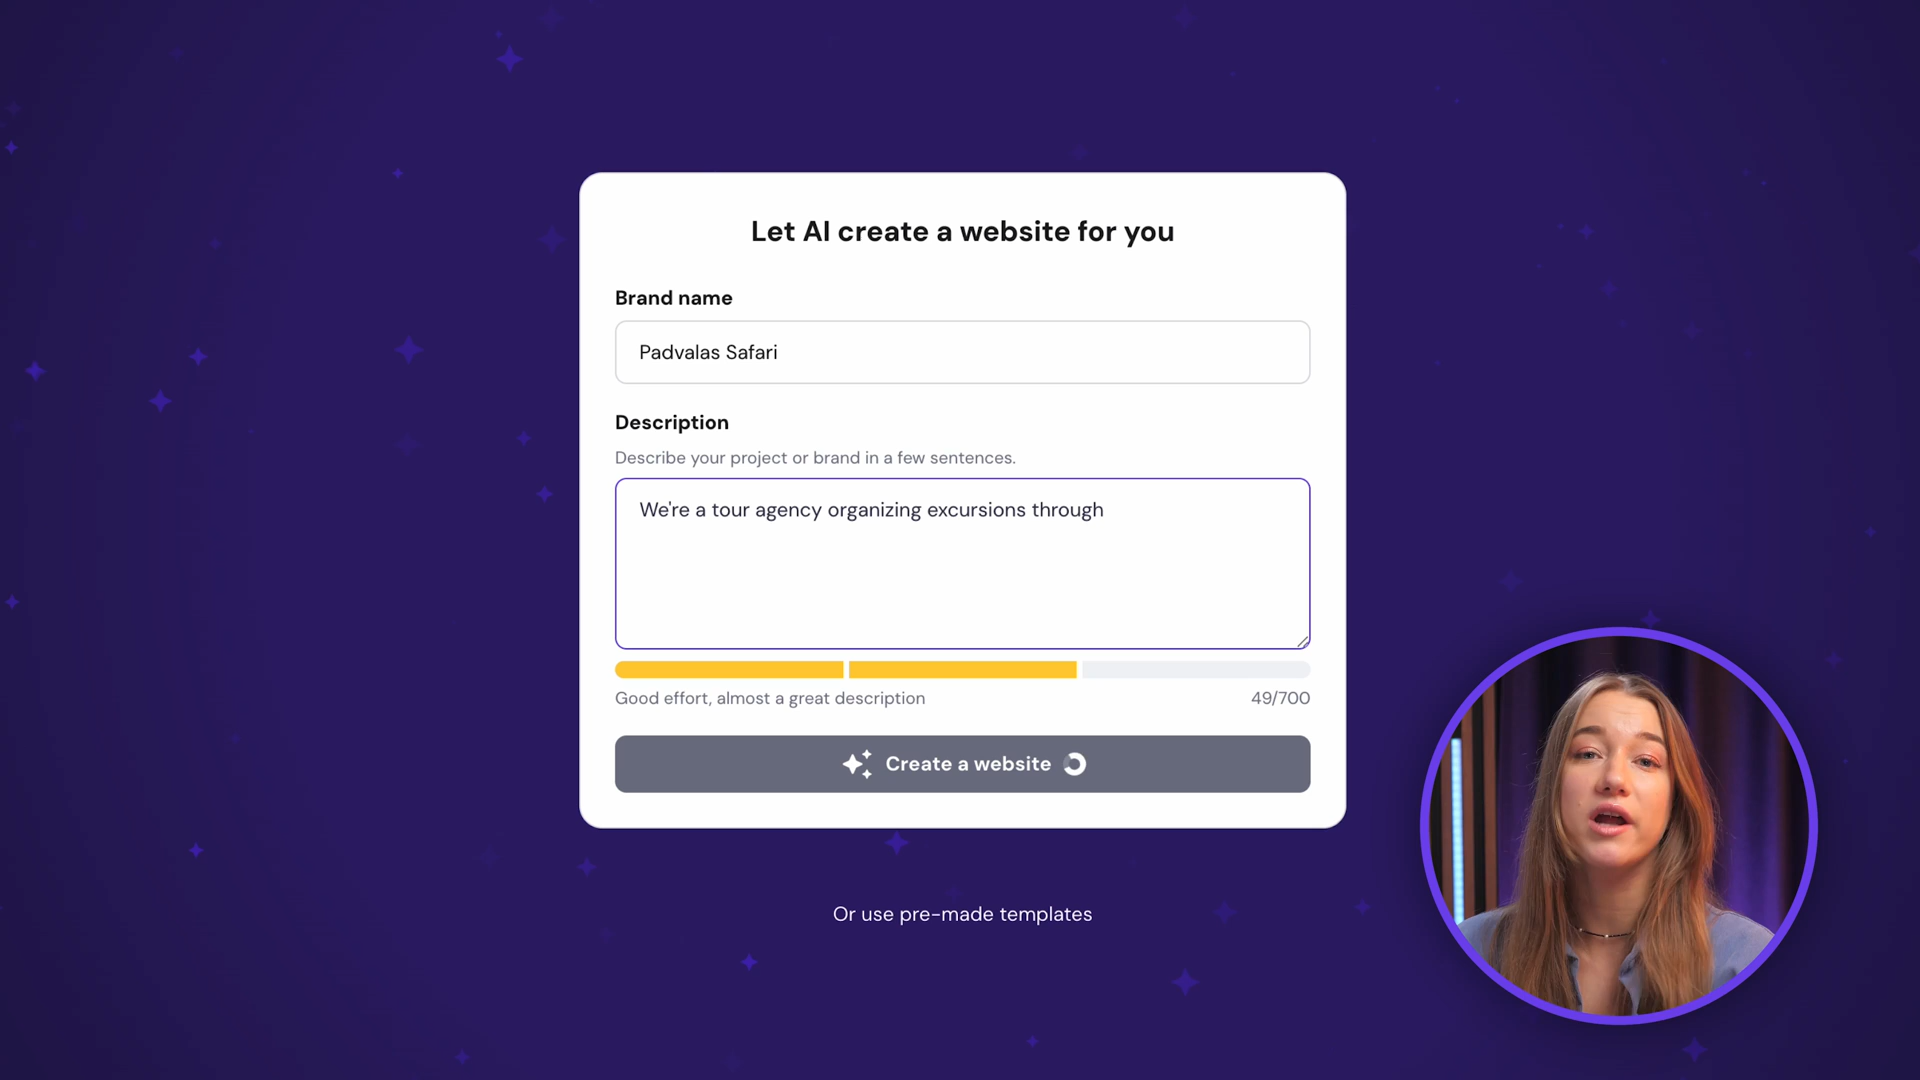 Let AI create a website for you
Brand name
Padvalas Safari
Description
Describe your project or brand in a few sentences.
We're a tour agency organizing excursions through
Good effort, almost a great description
49/700
Create a website
Or use pre-made templates